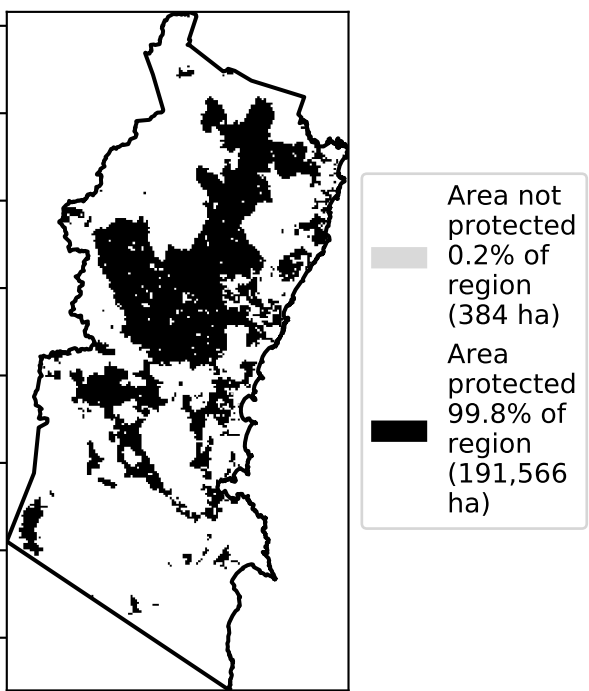 Area not
protected
0.2% of
region
(384 ha)
Area
protected
99.8% of
region
(191,566
ha)